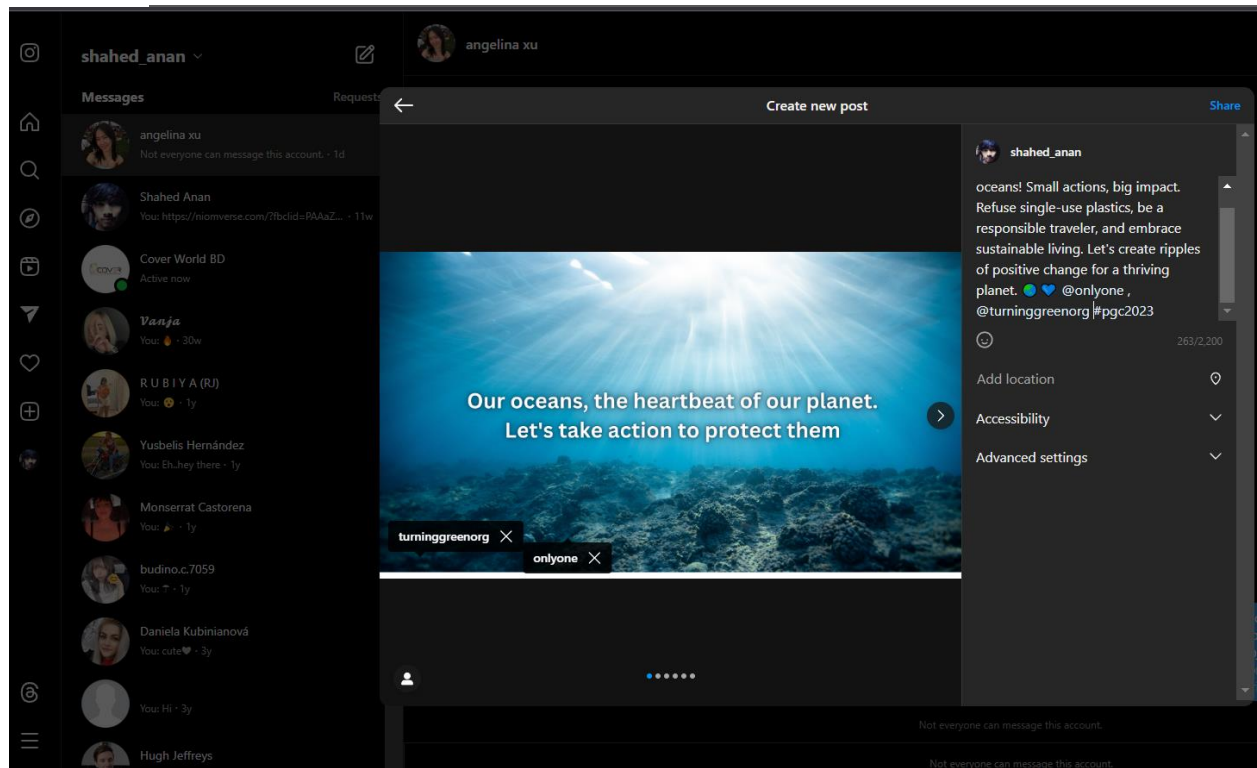 shahed_anan
Messages
Requests
angelina xu
Not everyone can message this account. · 1d
Shahed Anan
You: https://niomverse.com/?fbclid=PAAaZ... · 11w
Cover World BD
Active now
Vanja
You: 🔥 · 30w
R U B I Y A (RJ)
You: 😯 · 1y
Yusbelis Hernández
You: Eh..hey there · 1y
Monserrat Castorena
You: 🎉 · 1y
budino.c.7059
You: ☂ · 1y
Daniela Kubinianová
You: cute🖤 · 3y
You: Hi · 3y
Hugh Jeffreys
angelina xu
Create new post
Share
Our oceans, the heartbeat of our planet.
Let's take action to protect them
turninggreenorg
onlyone
shahed_anan
oceans! Small actions, big impact.
Refuse single-use plastics, be a
responsible traveler, and embrace
sustainable living. Let's create ripples
of positive change for a thriving
planet. 🌍 💙 @onlyone ,
@turninggreenorg #pgc2023
263/2,200
Add location
Accessibility
Advanced settings
Not everyone can message this account.
Not everyone can message this account.